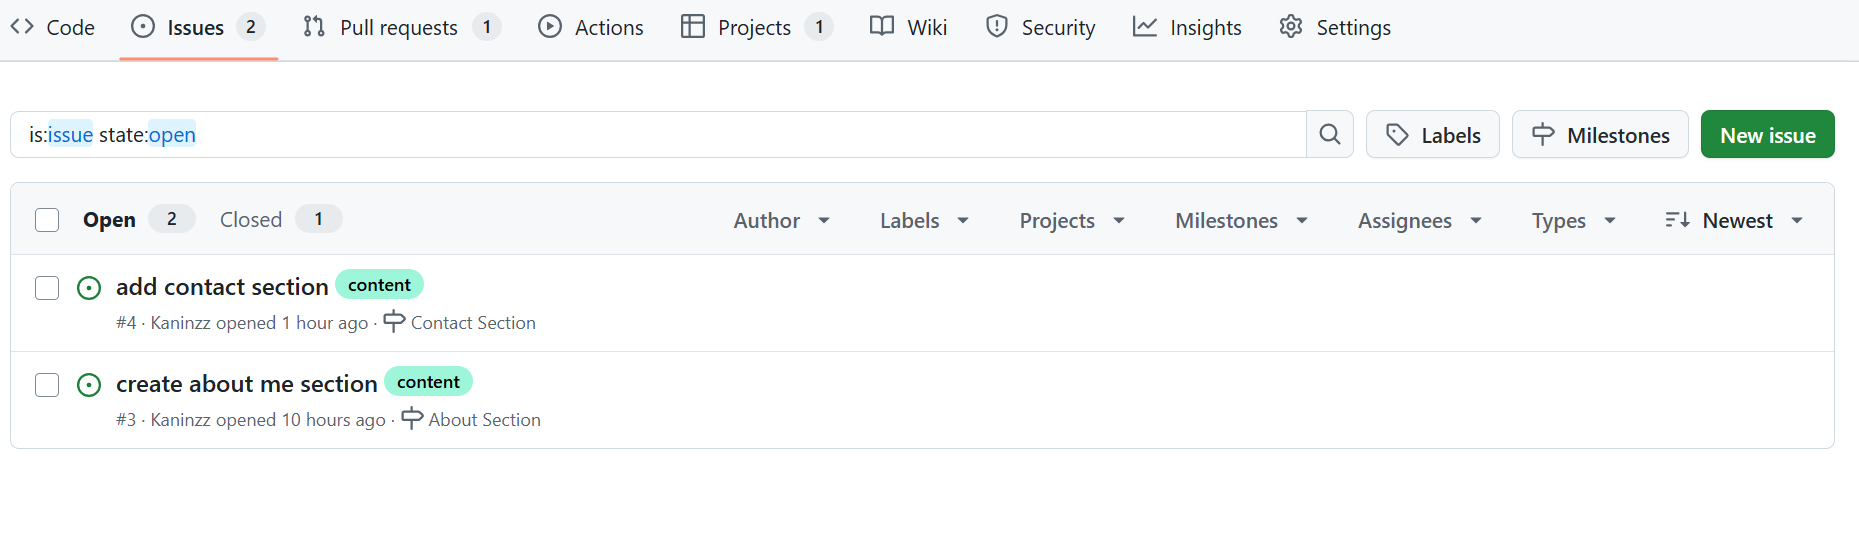 Code Issues 2 Pull requests 1 Actions Projects 1 Wiki Security Insights Settings
is:issue state:open Labels Milestones New issue
Open 2 Closed 1 Author Labels Projects Milestones Assignees Types Newest
add contact section content
#4 · Kaninzz opened 1 hour ago · Contact Section
create about me section content
#3 · Kaninzz opened 10 hours ago · About Section